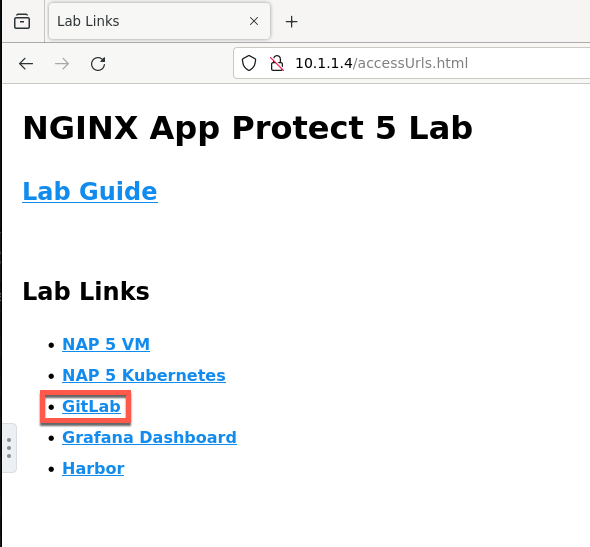 Lab Links
10.1.1.4/accessUrls.html
NGINX App Protect 5 Lab
Lab Guide
Lab Links
NAP 5 VM
NAP 5 Kubernetes
GitLab
Grafana Dashboard
Harbor